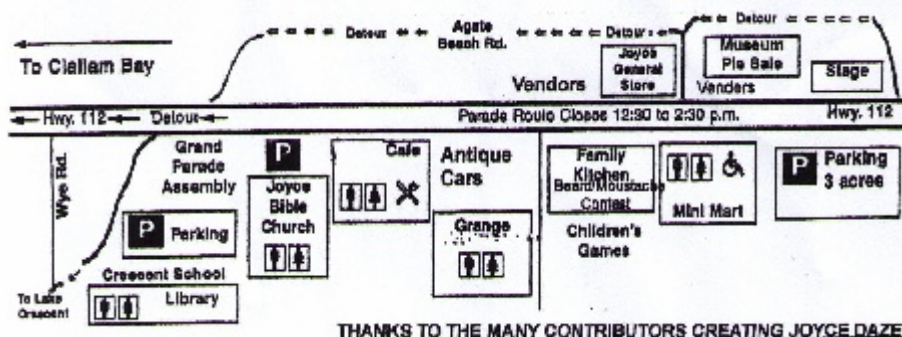 Detour
Agate
Beach Rd.
Detour
Detour
To Clallam Bay
Vendors
Joyce
General
Store
Museum
Pie Sale
Vendors
Stage
Hwy. 112
Detour
Parade Route Closes 12:30 to 2:30 p.m.
Hwy. 112
Wye Rd.
Grand
Parade
Assembly
P
Cafe
Antique
Cars
Family
Kitchen
Beard/Moustache
Contest
Mini Mart
P
Parking
3 acres
Joyce
Bible
Church
P
Parking
Grange
Children's
Games
Crescent School
Library
To Lake
Crescent
THANKS TO THE MANY CONTRIBUTORS CREATING JOYCE DAZE